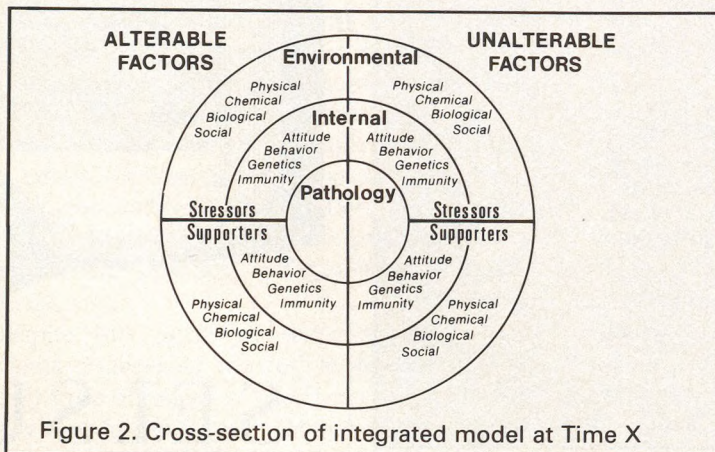 ALTERABLE
FACTORS
UNALTERABLE
FACTORS
Environmental
Physical
Chemical
Biological
Social
Physical
Chemical
Biological
Social
Internal
Attitude
Behavior
Genetics
Immunity
Attitude
Behavior
Genetics
Immunity
Pathology
Stressors
Supporters
Stressors
Supporters
Attitude
Behavior
Genetics
Immunity
Attitude
Behavior
Genetics
Immunity
Physical
Chemical
Biological
Social
Physical
Chemical
Biological
Social
Figure 2. Cross-section of integrated model at Time X